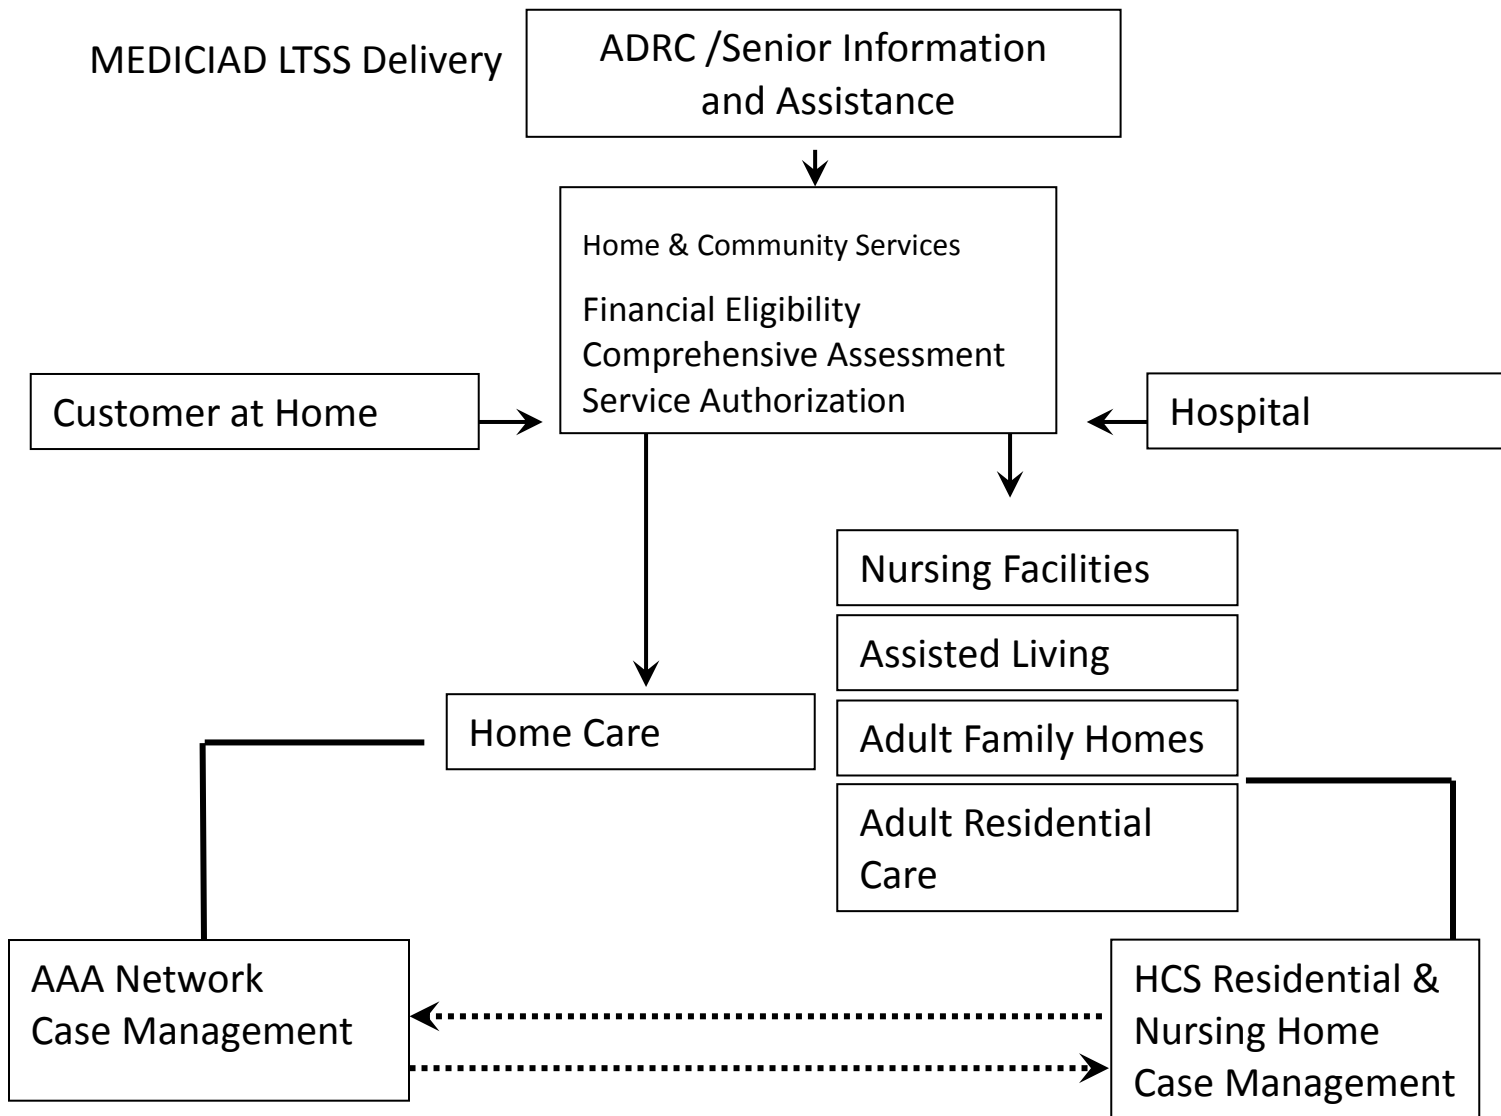 MEDICIAD LTSS Delivery
ADRC /Senior Information
and Assistance
Home & Community Services
Financial Eligibility
Comprehensive Assessment
Service Authorization
Customer at Home
Hospital
Nursing Facilities
Assisted Living
Home Care
Adult Family Homes
Adult Residential
Care
AAA Network
Case Management
HCS Residential &
Nursing Home
Case Management